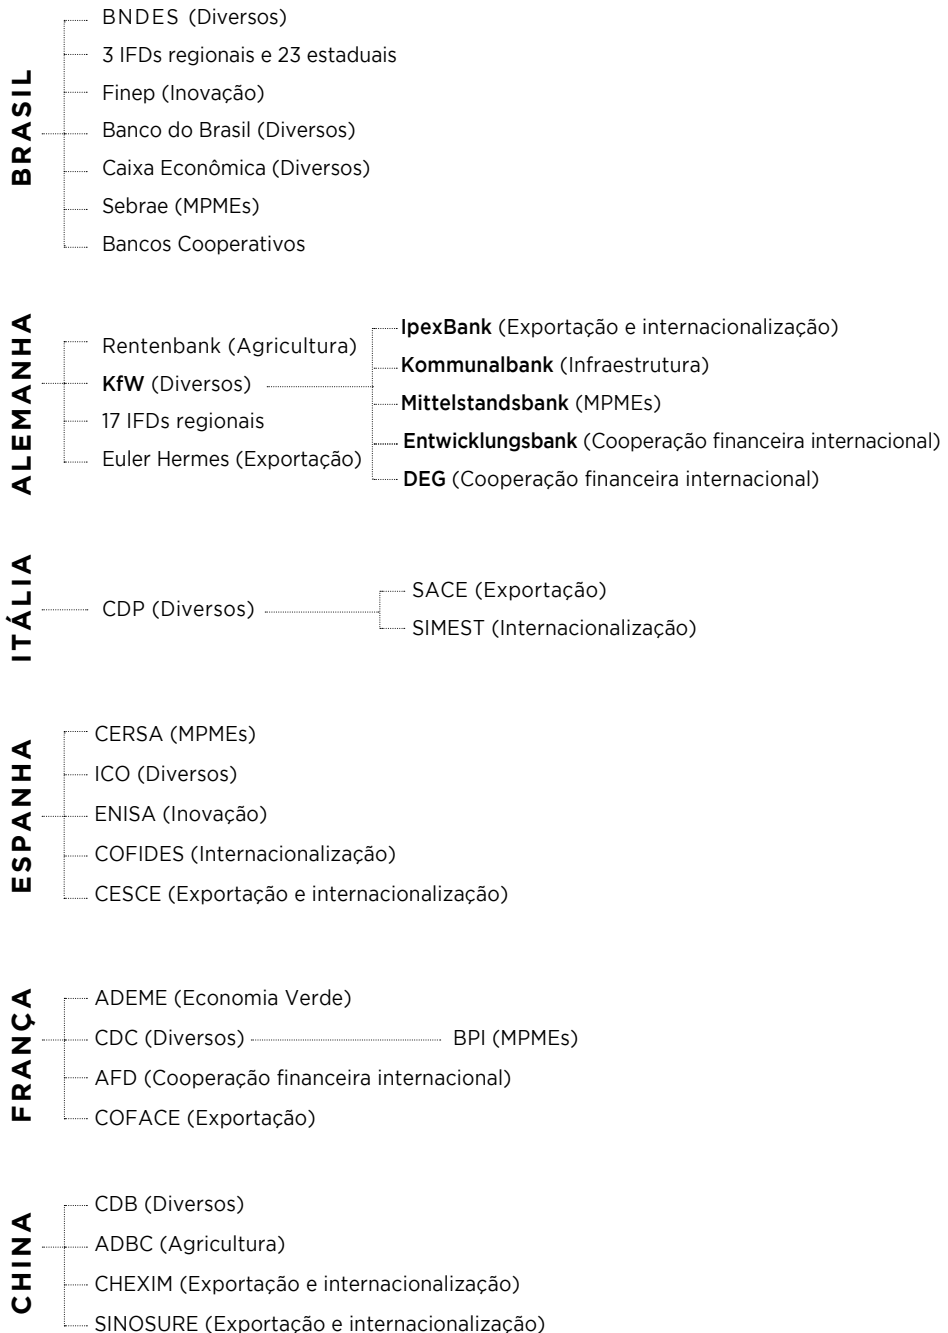 BRASIL
BNDES (Diversos)
3 IFDs regionais e 23 estaduais
Finep (Inovação)
Banco do Brasil (Diversos)
Caixa Econômica (Diversos)
Sebrae (MPMEs)
Bancos Cooperativos
ALEMANHA
Rentenbank (Agricultura)
KfW (Diversos)
17 IFDs regionais
Euler Hermes (Exportação)
IpexBank (Exportação e internacionalização)
Kommunalbank (Infraestrutura)
Mittelstandsbank (MPMEs)
Entwicklungsbank (Cooperação financeira internacional)
DEG (Cooperação financeira internacional)
ITÁLIA
CDP (Diversos)
SACE (Exportação)
SIMEST (Internacionalização)
ESPANHA
CERSA (MPMEs)
ICO (Diversos)
ENISA (Inovação)
COFIDES (Internacionalização)
CESCE (Exportação e internacionalização)
FRANÇA
ADEME (Economia Verde)
CDC (Diversos)
BPI (MPMEs)
AFD (Cooperação financeira internacional)
COFACE (Exportação)
CHINA
CDB (Diversos)
ADBC (Agricultura)
CHEXIM (Exportação e internacionalização)
SINOSURE (Exportação e internacionalização)